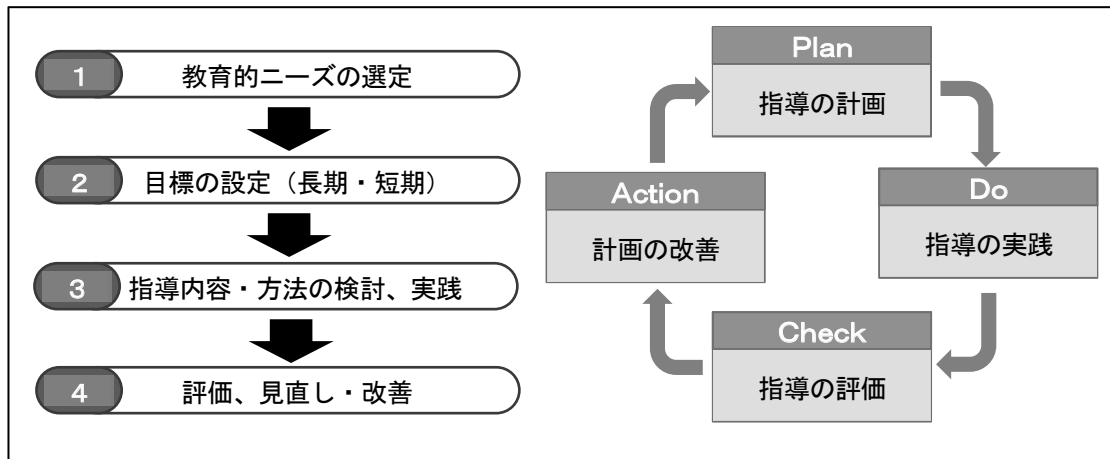 1 教育的ニーズの選定
2 目標の設定（長期・短期）
3 指導内容・方法の検討、実践
4 評価、見直し・改善
Plan
指導の計画
Do
指導の実践
Check
指導の評価
Action
計画の改善